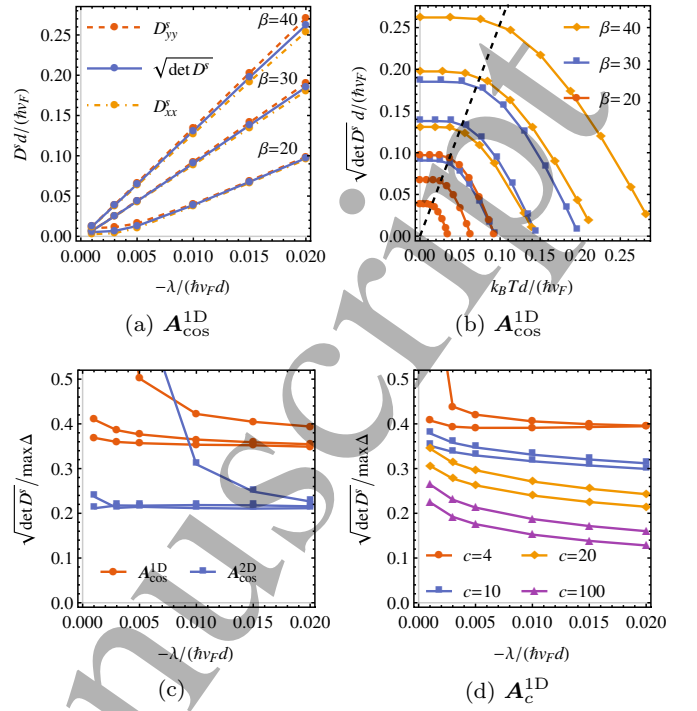 D^s_yy
√det D^s
D^s_xx
β=40
β=30
β=20
D^s d/(ħv_F)
0.25
0.20
0.15
0.10
0.05
0.00
0.000 0.005 0.010 0.015 0.020
−λ/(ħv_F d)
(a) A^1D_cos
β=40
β=30
β=20
√det D^s d/(ħv_F)
0.25
0.20
0.15
0.10
0.05
0.00
0.00 0.05 0.10 0.15 0.20 0.25
k_B T d/(ħv_F)
(b) A^1D_cos
√det D^s/max Δ
0.5
0.4
0.3
0.2
0.1
0.0
A^1D_cos A^2D_cos
0.000 0.005 0.010 0.015 0.020
−λ/(ħv_F d)
(c)
√det D^s/max Δ
0.5
0.4
0.3
0.2
0.1
0.0
c=4 c=20
c=10 c=100
0.000 0.005 0.010 0.015 0.020
−λ/(ħv_F d)
(d) A^1D_c
nuscript